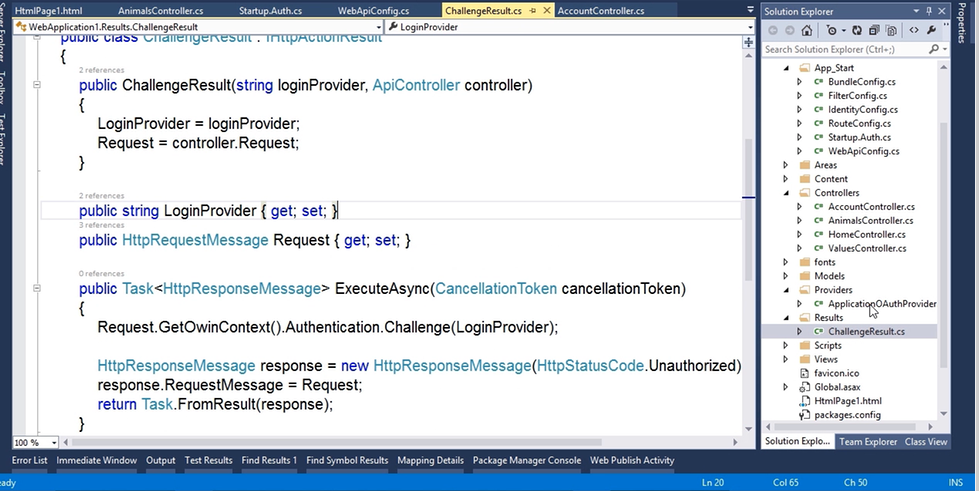 Server Explorer
Toolbox
Test Explorer
HtmlPage1.html
AnimalsController.cs
Startup.Auth.cs
WebApiConfig.cs
ChallengeResult.cs
AccountController.cs
WebApplication1.Results.ChallengeResult
LoginProvider
public class ChallengeResult : IHttpActionResult
{
2 references
public ChallengeResult(string loginProvider, ApiController controller)
{
LoginProvider = loginProvider;
Request = controller.Request;
}
2 references
public string LoginProvider { get; set; }
3 references
public HttpRequestMessage Request { get; set; }
0 references
public Task<HttpResponseMessage> ExecuteAsync(CancellationToken cancellationToken)
{
Request.GetOwinContext().Authentication.Challenge(LoginProvider);
HttpResponseMessage response = new HttpResponseMessage(HttpStatusCode.Unauthorized)
response.RequestMessage = Request;
return Task.FromResult(response);
}
100 %
Solution Explorer
Search Solution Explorer (Ctrl+;)
App_Start
BundleConfig.cs
FilterConfig.cs
IdentityConfig.cs
RouteConfig.cs
Startup.Auth.cs
WebApiConfig.cs
Areas
Content
Controllers
AccountController.cs
AnimalsController.cs
HomeController.cs
ValuesController.cs
fonts
Models
Providers
ApplicationOAuthProvider
Results
ChallengeResult.cs
Scripts
Views
favicon.ico
Global.asax
HtmlPage1.html
packages.config
Solution Explo...
Team Explorer
Class View
Properties
Error List
Immediate Window
Output
Test Results
Find Results 1
Find Symbol Results
Mapping Details
Package Manager Console
Web Publish Activity
eady
Ln 20
Col 65
Ch 50
INS